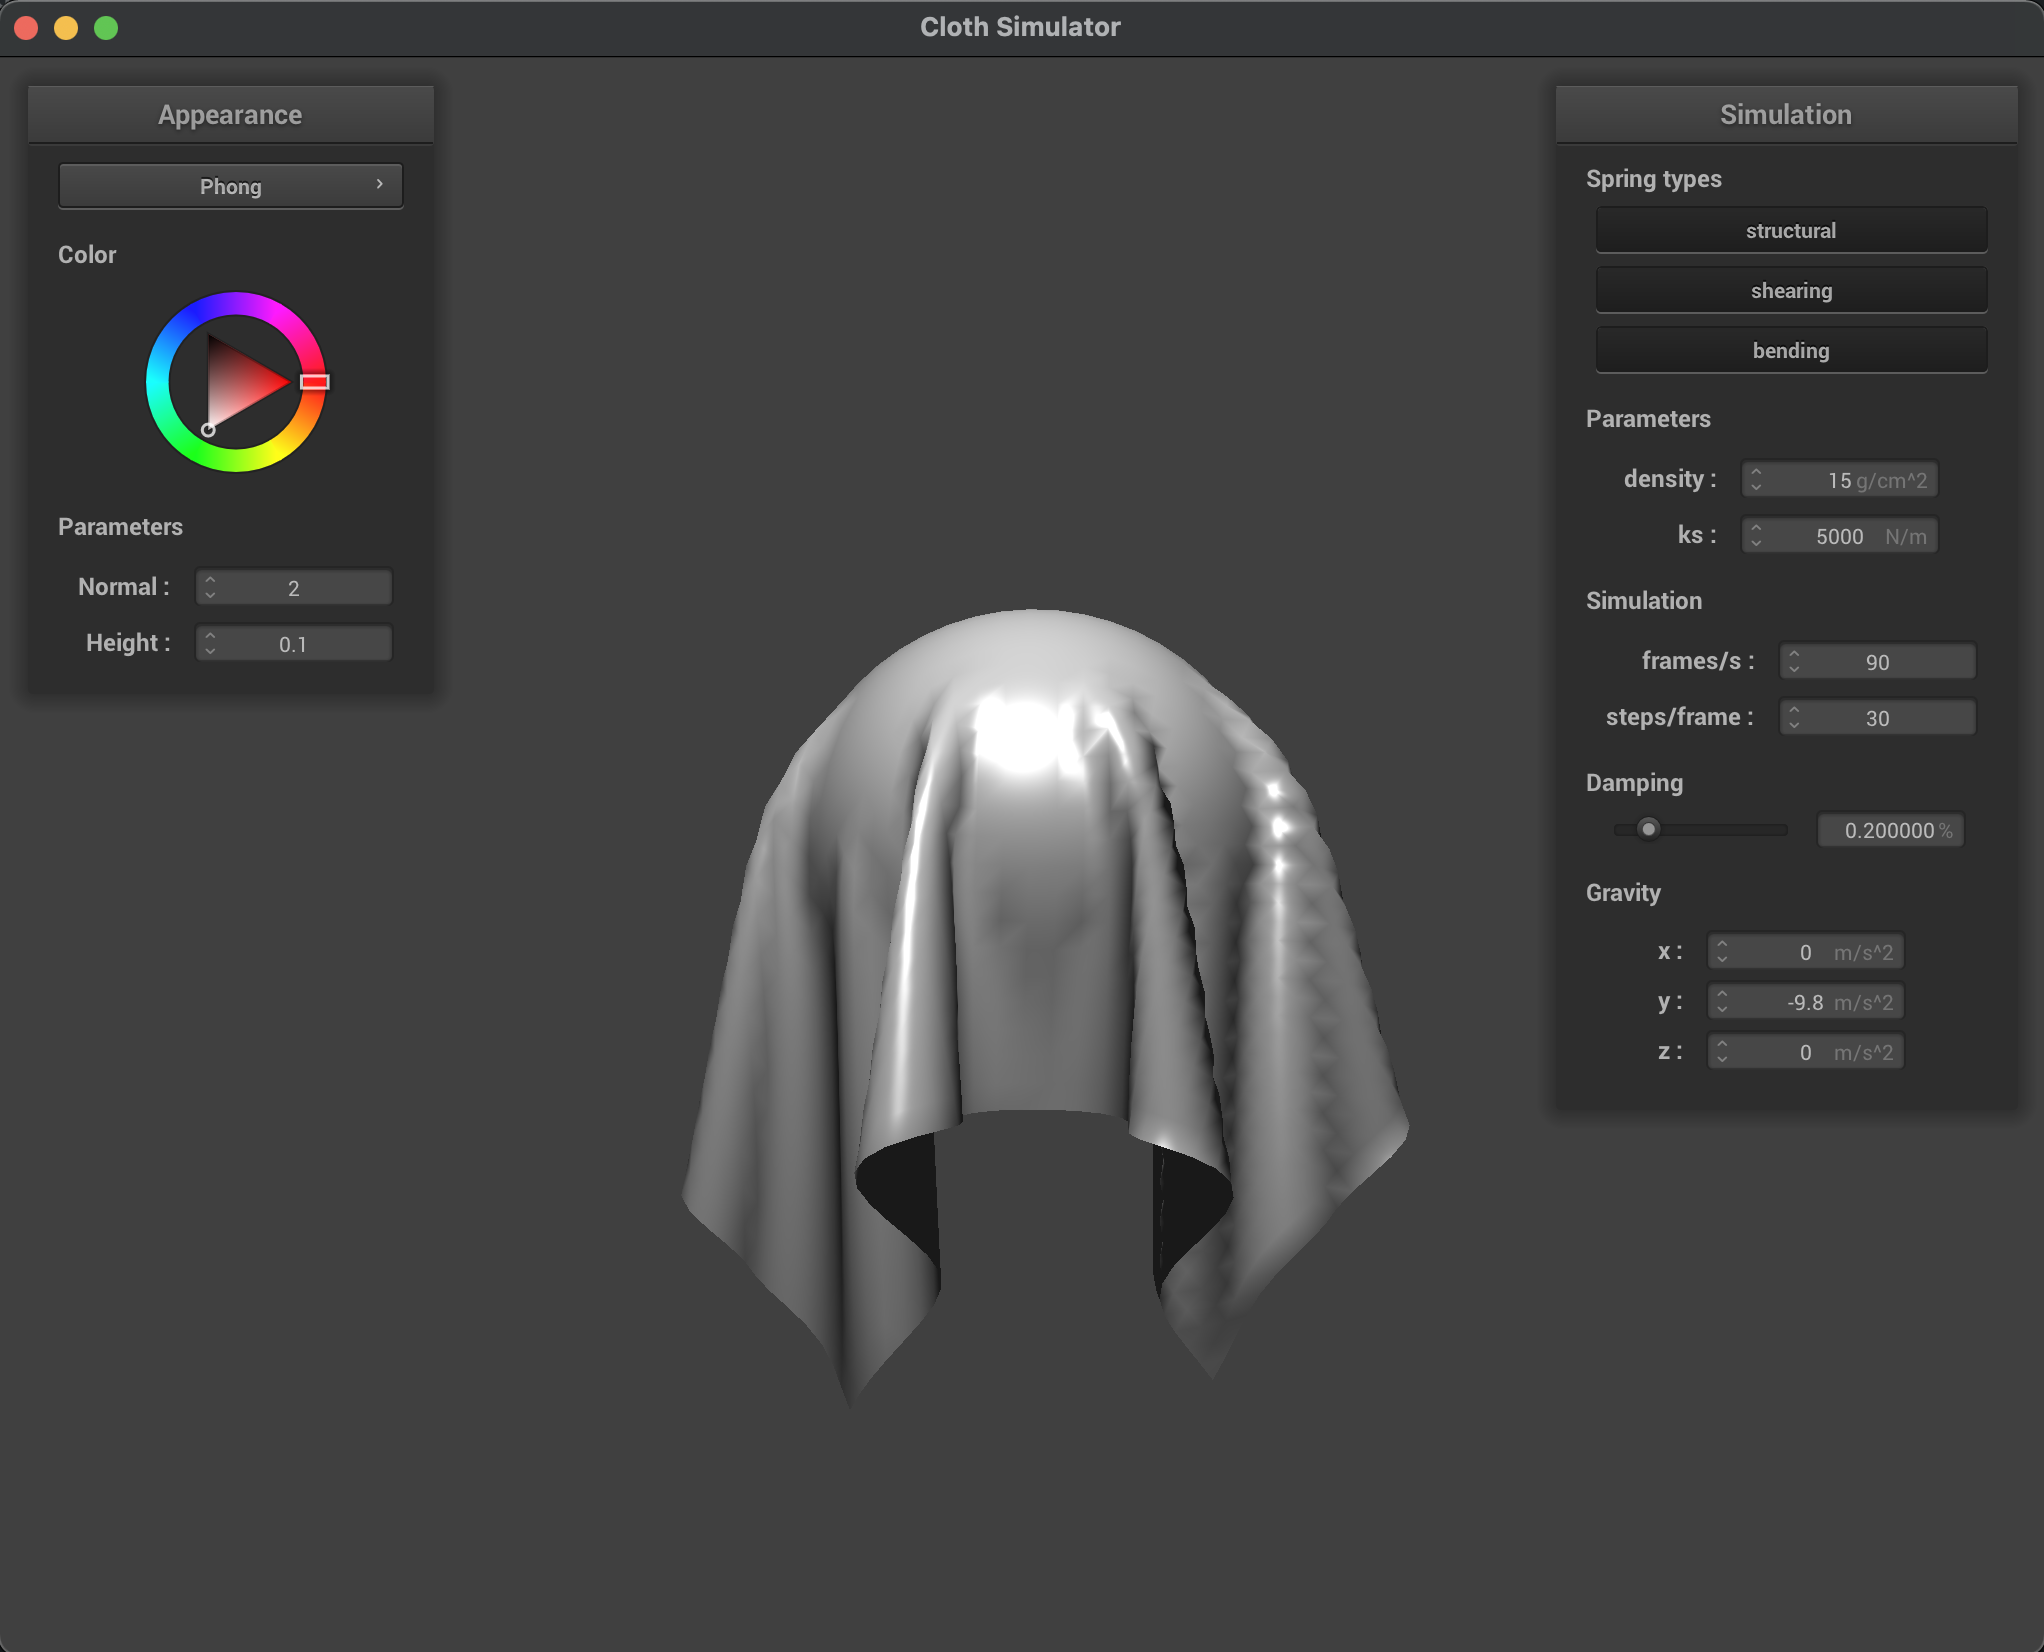 Cloth Simulator
Appearance
Phong
Color
Parameters
Normal : 2
Height : 0.1
Simulation
Spring types
structural
shearing
bending
Parameters
density : 15 g/cm^2
ks : 5000 N/m
Simulation
frames/s : 90
steps/frame : 30
Damping
0.200000 %
Gravity
x : 0 m/s^2
y : -9.8 m/s^2
z : 0 m/s^2